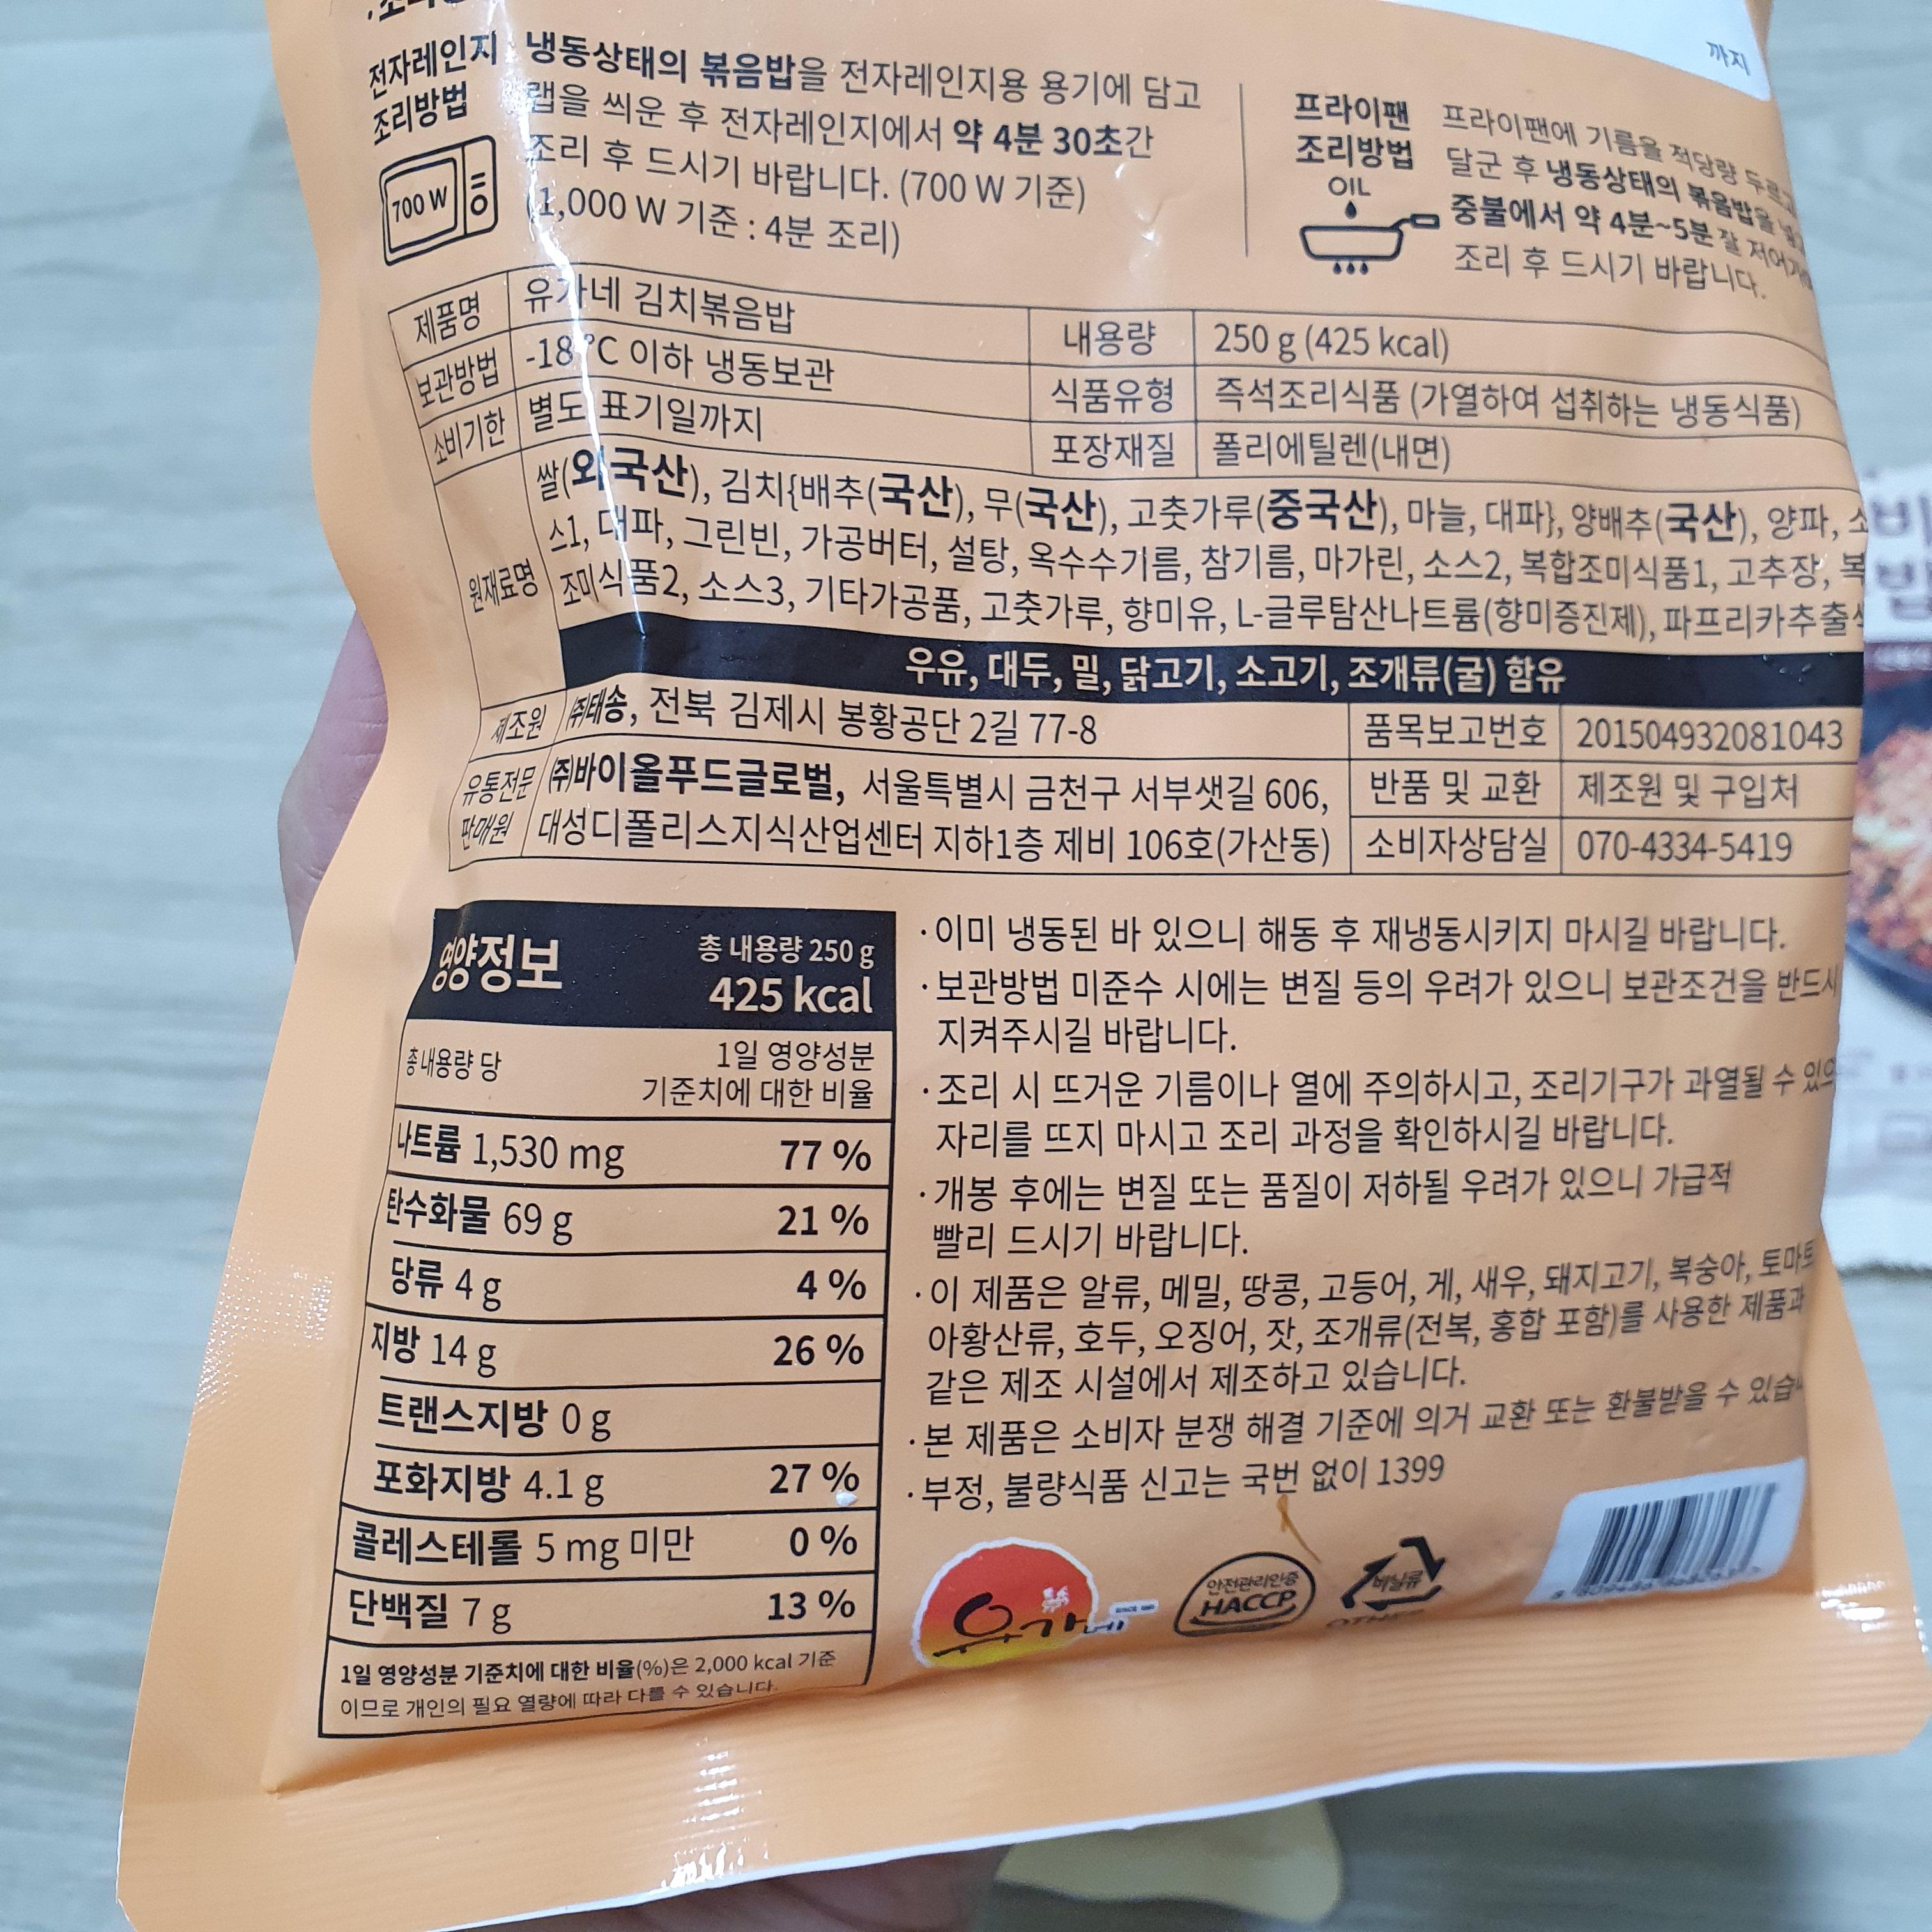 까지
전자레인지
조리방법
700 W
냉동상태의 볶음밥을 전자레인지용 용기에 담고
랩을 씌운 후 전자레인지에서 약 4분 30초간
조리 후 드시기 바랍니다. (700 W 기준)
(1,000 W 기준 : 4분 조리)
프라이팬
조리방법
OIL
프라이팬에 기름을 적당량 두르고
달군 후 냉동상태의 볶음밥을
중불에서 약 4분~5분 잘
조리 후 드시기 바랍니다.
제품명 유가네 김치볶음밥 내용량 250 g (425 kcal)
보관방법 -18 °C 이하 냉동보관 식품유형 즉석조리식품 (가열하여 섭취하는 냉동식품)
소비기한 별도 표기일까지 포장재질 폴리에틸렌(내면)
원재료명 쌀(외국산), 김치{배추(국산), 무(국산), 고춧가루(중국산), 마늘, 대파}, 양배추(국산), 양파, 소
스1, 대파, 그린빈, 가공버터, 설탕, 옥수수기름, 참기름, 마가린, 소스2, 복합조미식품1, 고추장, 복
조미식품2, 소스3, 기타가공품, 고춧가루, 향미유, L-글루탐산나트륨(향미증진제), 파프리카추출
우유, 대두, 밀, 닭고기, 소고기, 조개류(굴) 함유
제조원 ㈜태송, 전북 김제시 봉황공단 2길 77-8 품목보고번호 201504932081043
유통전문 판매원 ㈜바이올푸드글로벌, 서울특별시 금천구 서부샛길 606, 반품 및 교환 제조원 및 구입처
대성디폴리스지식산업센터 지하1층 제비 106호(가산동) 소비자상담실 070-4334-5419
영양정보 총 내용량 250 g
425 kcal
총 내용량 당 1일 영양성분
기준치에 대한 비율
나트륨 1,530 mg 77 %
탄수화물 69 g 21 %
당류 4 g 4 %
지방 14 g 26 %
트랜스지방 0 g
포화지방 4.1 g 27 %
콜레스테롤 5 mg 미만 0 %
단백질 7 g 13 %
1일 영양성분 기준치에 대한 비율(%)은 2,000 kcal 기준
이므로 개인의 필요 열량에 따라 다를 수 있습니다.
·이미 냉동된 바 있으니 해동 후 재냉동시키지 마시길 바랍니다.
·보관방법 미준수 시에는 변질 등의 우려가 있으니 보관조건을 반드시
지켜주시길 바랍니다.
·조리 시 뜨거운 기름이나 열에 주의하시고, 조리기구가 과열될 수 있으
자리를 뜨지 마시고 조리 과정을 확인하시길 바랍니다.
·개봉 후에는 변질 또는 품질이 저하될 우려가 있으니 가급적
빨리 드시기 바랍니다.
·이 제품은 알류, 메밀, 땅콩, 고등어, 게, 새우, 돼지고기, 복숭아, 토마토
아황산류, 호두, 오징어, 잣, 조개류(전복, 홍합 포함)를 사용한 제품과
같은 제조 시설에서 제조하고 있습니다.
·본 제품은 소비자 분쟁 해결 기준에 의거 교환 또는 환불받을 수 있습
·부정, 불량식품 신고는 국번 없이 1399
유가네
안전관리인증
HACCP
비닐류
OTHER